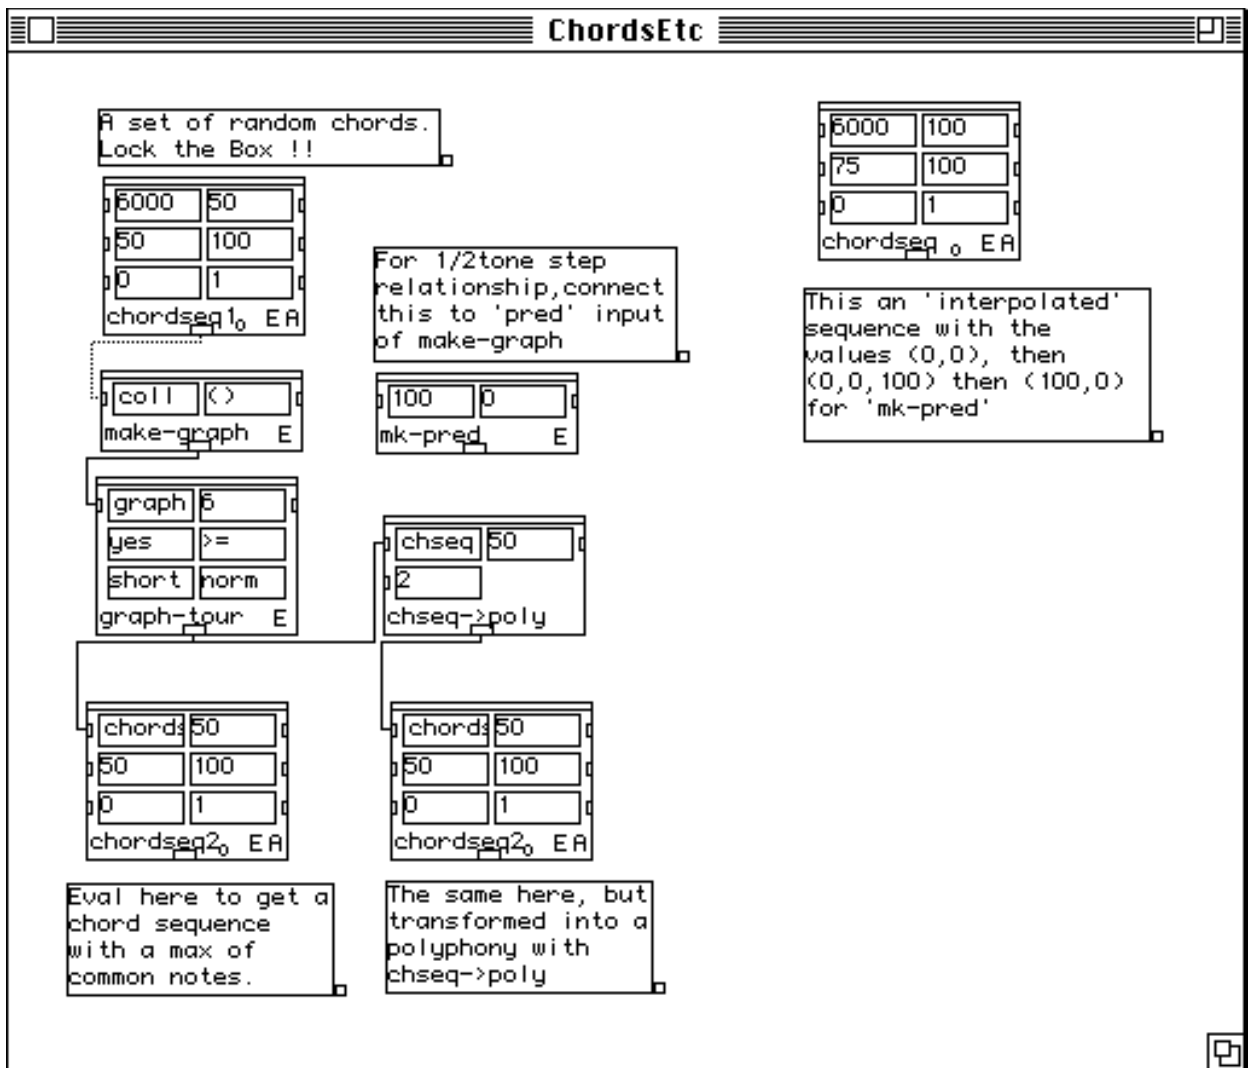 ChordsEtc
A set of random chords.
Lock the Box !!
6000 50
50 100
0 1
chordseq1o E A
For 1/2tone step
relationship,connect
this to 'pred' input
of make-graph
6000 100
75 100
0 1
chordseq o E A
This an 'interpolated'
sequence with the
values (0,0), then
(0,0,100) then (100,0)
for 'mk-pred'
coll ()
make-graph E
100 0
mk-pred E
graph 6
yes >=
short norm
graph-tour E
chseq 50
2
chseq->poly
chords 50
50 100
0 1
chordseq2o E A
chords 50
50 100
0 1
chordseq2o E A
Eval here to get a
chord sequence
with a max of
common notes.
The same here, but
transformed into a
polyphony with
chseq->poly